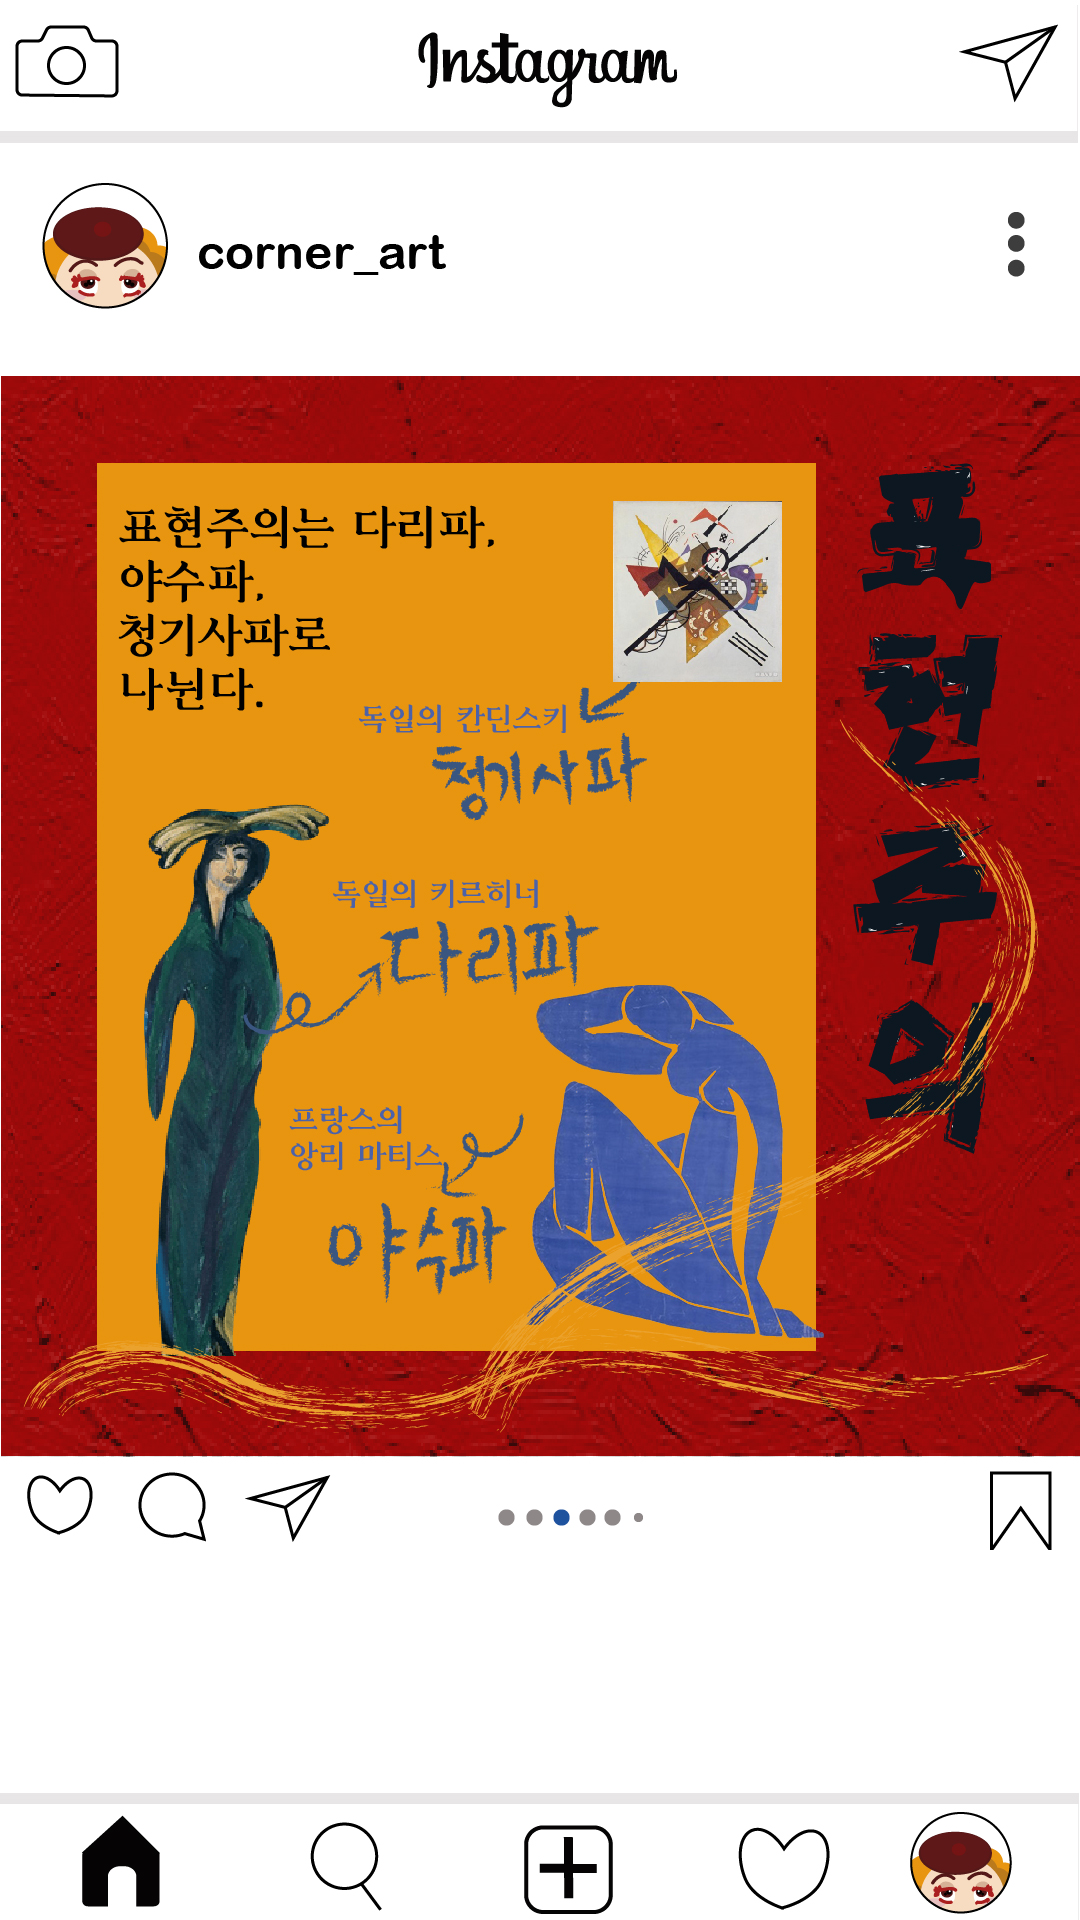 Instagram
corner_art
표현주의는 다리파,
야수파,
청기사파로
나뉜다.
독일의 칸딘스키
청기사파
독일의 키르히너
다리파
프랑스의
앙리 마티스
야수파
표현주의